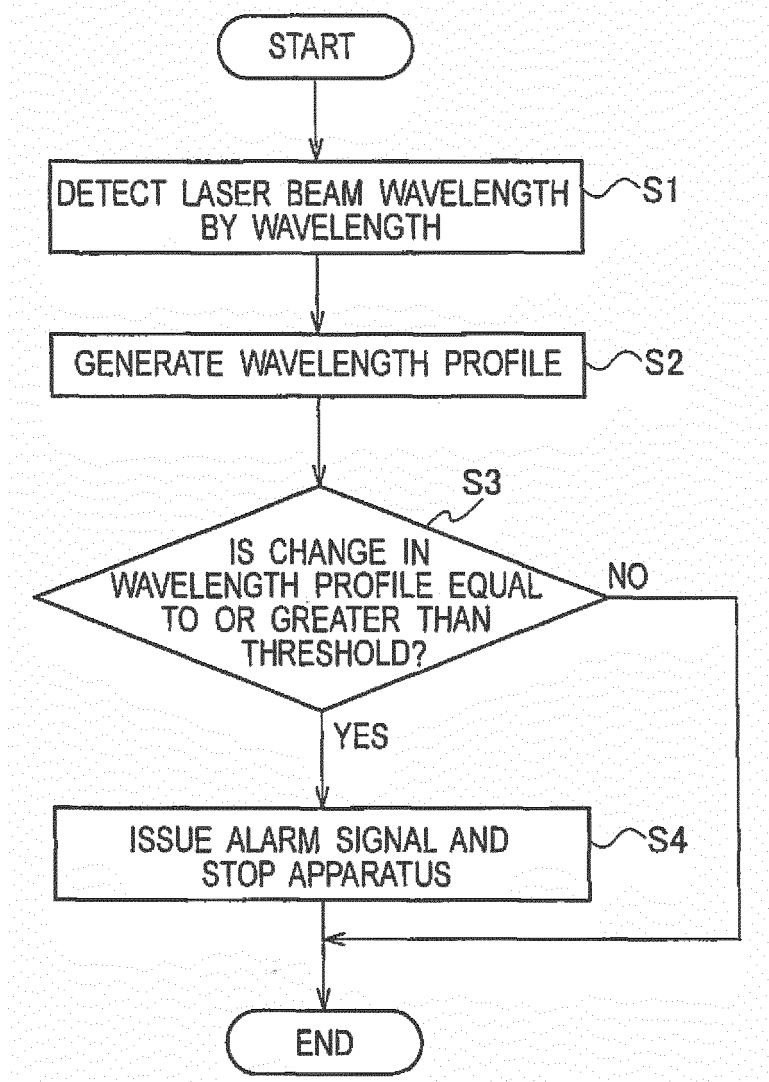 START
DETECT LASER BEAM WAVELENGTH
BY WAVELENGTH
S1
GENERATE WAVELENGTH PROFILE
S2
S3
IS CHANGE IN
WAVELENGTH PROFILE EQUAL
TO OR GREATER THAN
THRESHOLD?
NO
YES
ISSUE ALARM SIGNAL AND
STOP APPARATUS
S4
END